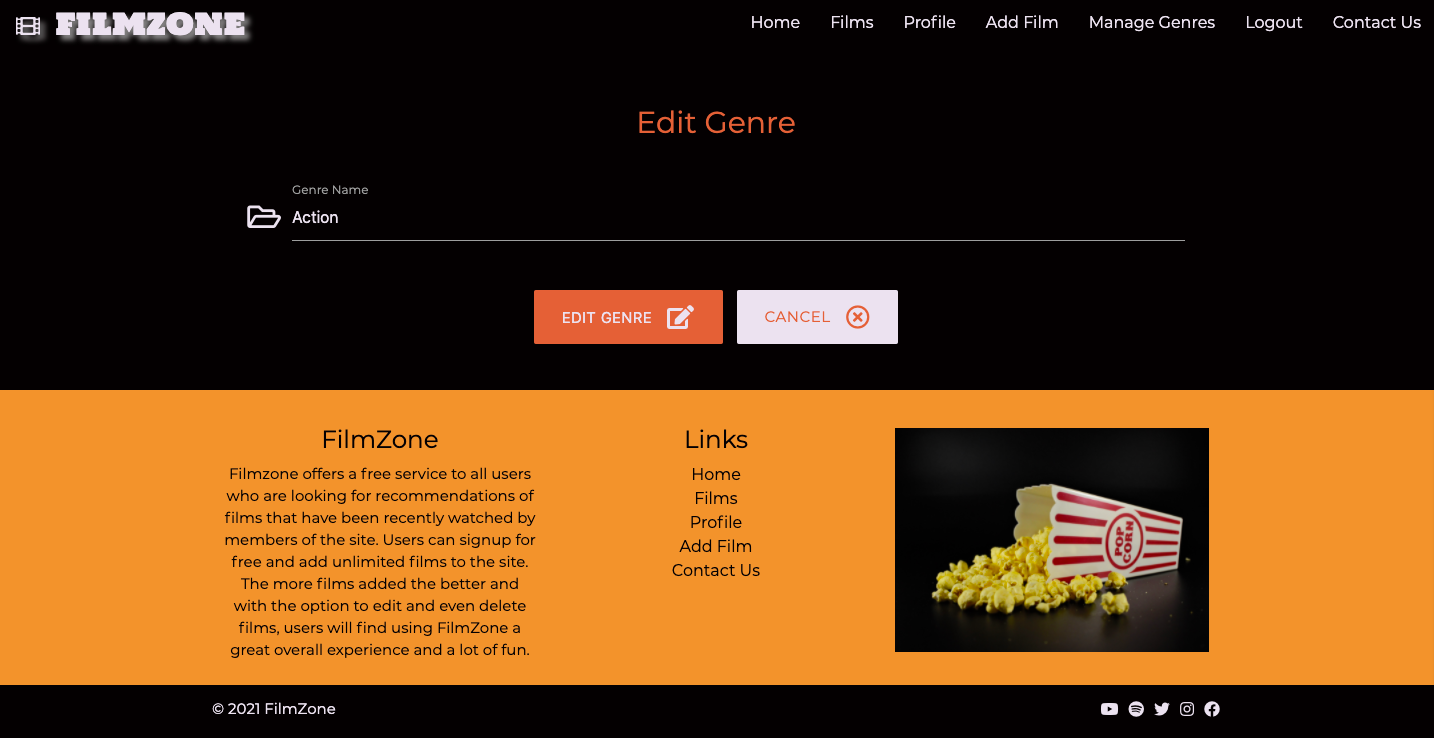 FILMZONE
Home Films Profile Add Film Manage Genres Logout Contact Us
Edit Genre
Genre Name
Action
EDIT GENRE
CANCEL
FilmZone
Filmzone offers a free service to all users
who are looking for recommendations of
films that have been recently watched by
members of the site. Users can signup for
free and add unlimited films to the site.
The more films added the better and
with the option to edit and even delete
films, users will find using FilmZone a
great overall experience and a lot of fun.
Links
Home
Films
Profile
Add Film
Contact Us
POP
CORN
© 2021 FilmZone